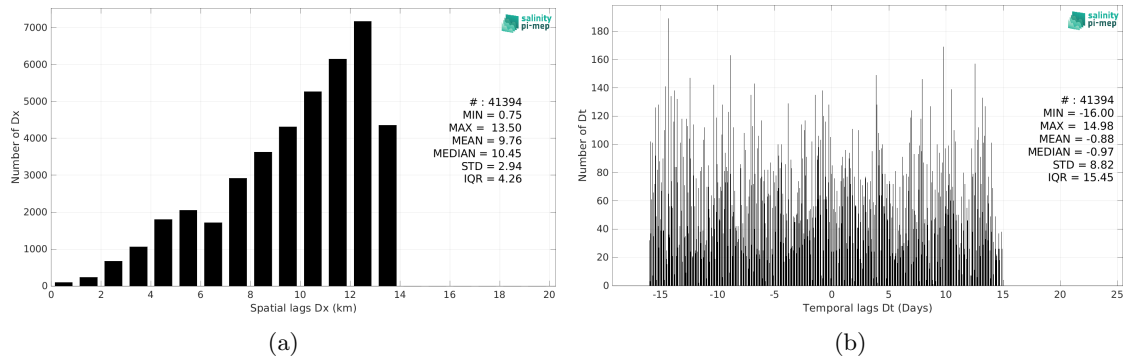 salinity
pi-mep
# : 41394
MIN = 0.75
MAX = 13.50
MEAN = 9.76
MEDIAN = 10.45
STD = 2.94
IQR = 4.26
7000
6000
5000
4000
3000
2000
1000
0
Number of Dx
0 2 4 6 8 10 12 14 16 18 20
Spatial lags Dx (km)
(a)
salinity
pi-mep
# : 41394
MIN = -16.00
MAX = 14.98
MEAN = -0.88
MEDIAN = -0.97
STD = 8.82
IQR = 15.45
180
160
140
120
100
80
60
40
20
0
Number of Dt
-15 -10 -5 0 5 10 15 20 25
Temporal lags Dt (Days)
(b)